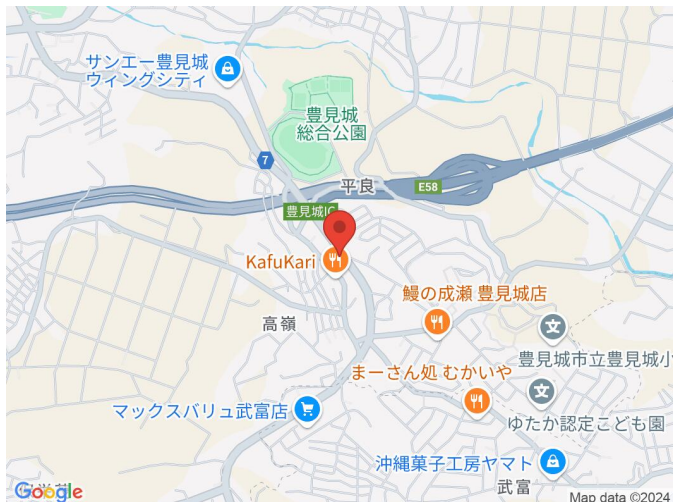 サンエー豊見城
ウィングシティ
豊見城
総合公園
7
E58
平良
豊見城IC
KafuKari
鰻の成瀬 豊見城店
高嶺
豊見城市立豊見城小
まーさん処 むかいや
マックスバリュ武富店
ゆたか認定こども園
沖縄菓子工房ヤマト
武富
Google
Map data ©2024